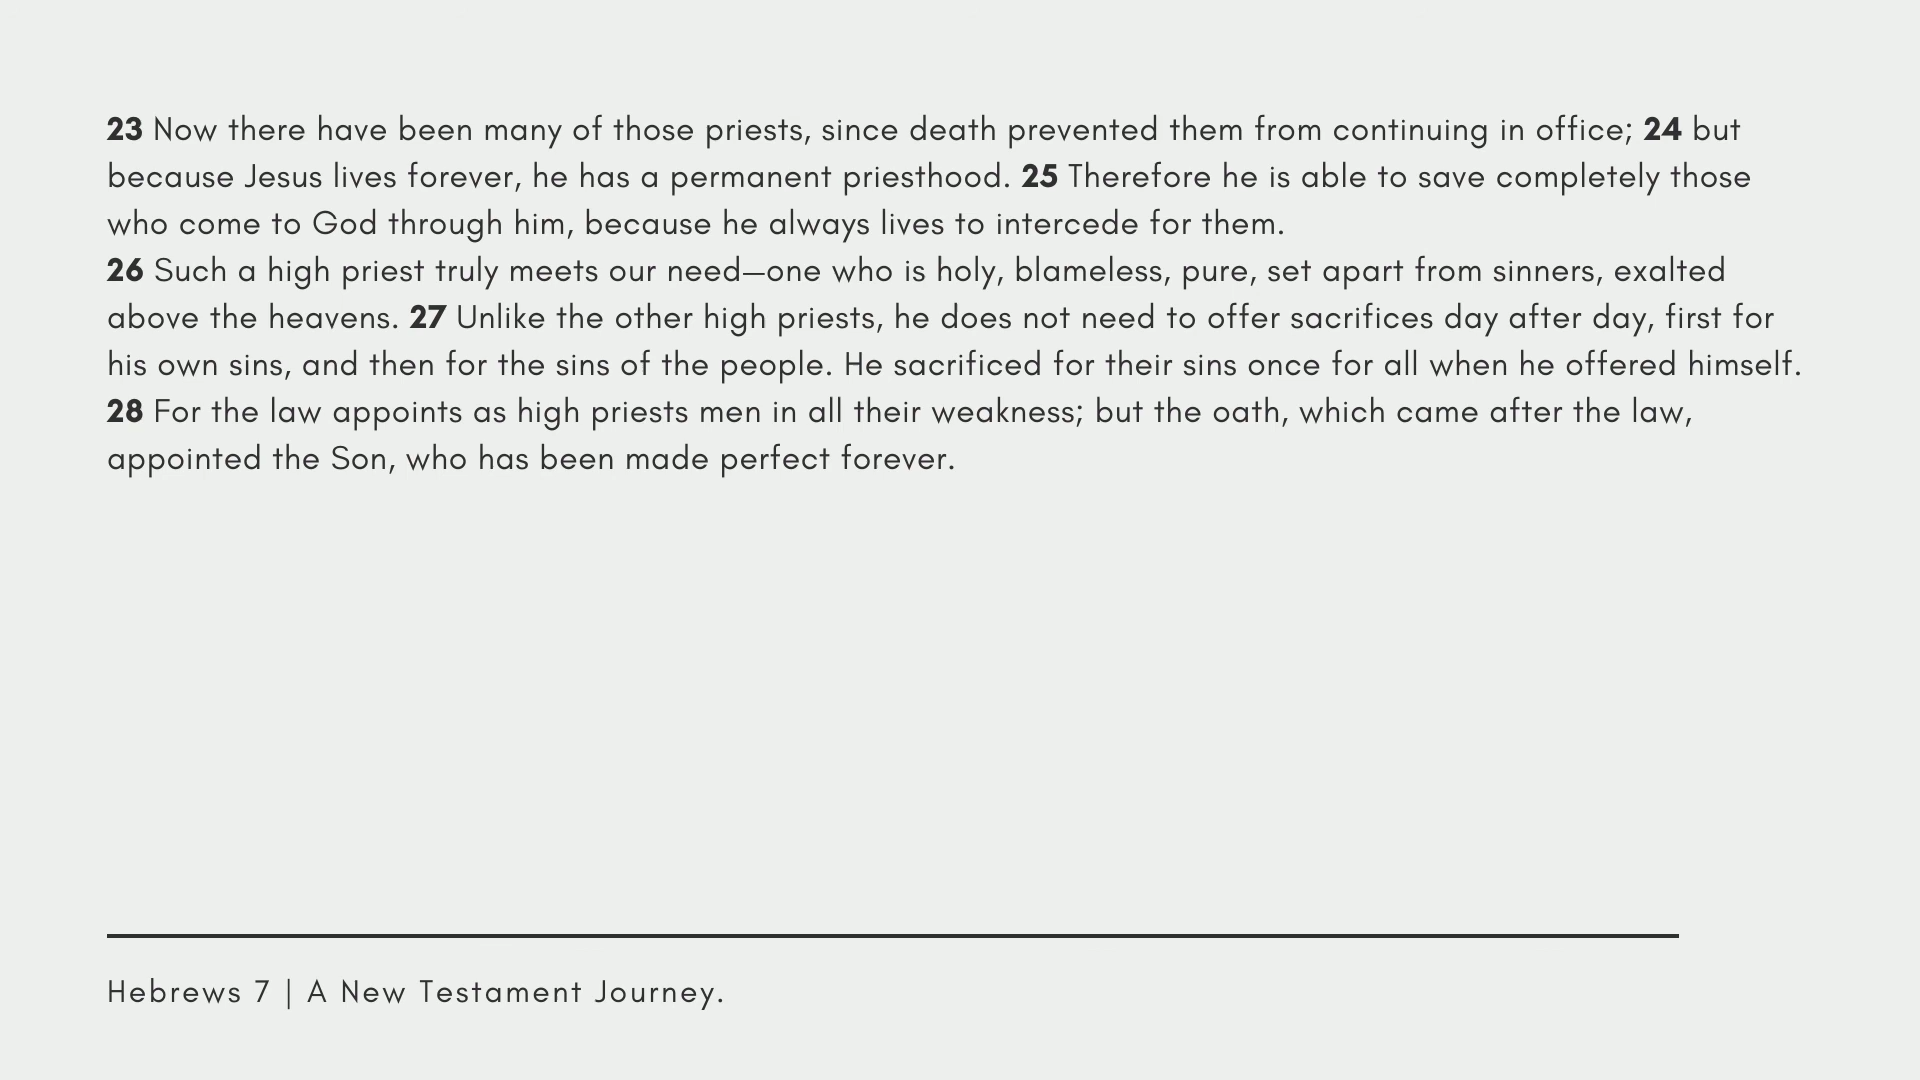 23 Now there have been many of those priests, since death prevented them from continuing in office; 24 but
because Jesus lives forever, he has a permanent priesthood. 25 Therefore he is able to save completely those
who come to God through him, because he always lives to intercede for them.
26 Such a high priest truly meets our need—one who is holy, blameless, pure, set apart from sinners, exalted
above the heavens. 27 Unlike the other high priests, he does not need to offer sacrifices day after day, first for
his own sins, and then for the sins of the people. He sacrificed for their sins once for all when he offered himself.
28 For the law appoints as high priests men in all their weakness; but the oath, which came after the law,
appointed the Son, who has been made perfect forever.
Hebrews 7 | A New Testament Journey.